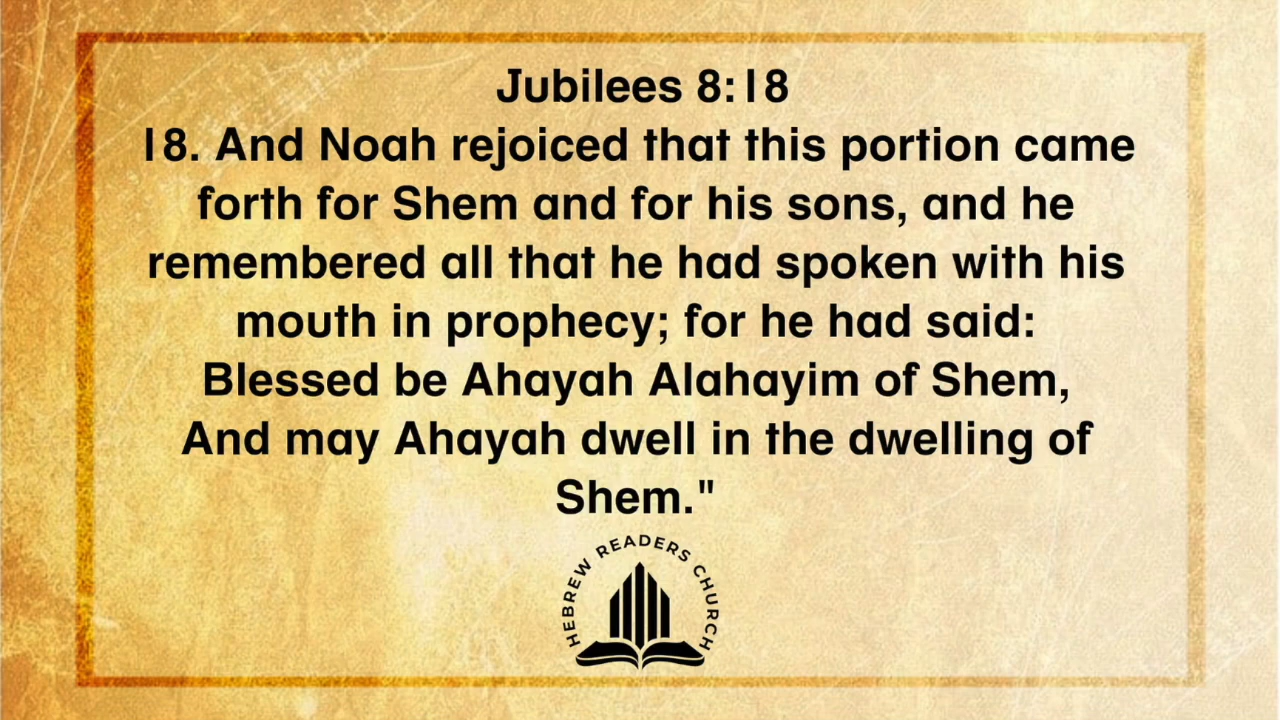 Jubilees 8:18
18. And Noah rejoiced that this portion came
forth for Shem and for his sons, and he
remembered all that he had spoken with his
mouth in prophecy; for he had said:
Blessed be Ahayah Alahayim of Shem,
And may Ahayah dwell in the dwelling of
Shem."
HEBREW READERS CHURCH